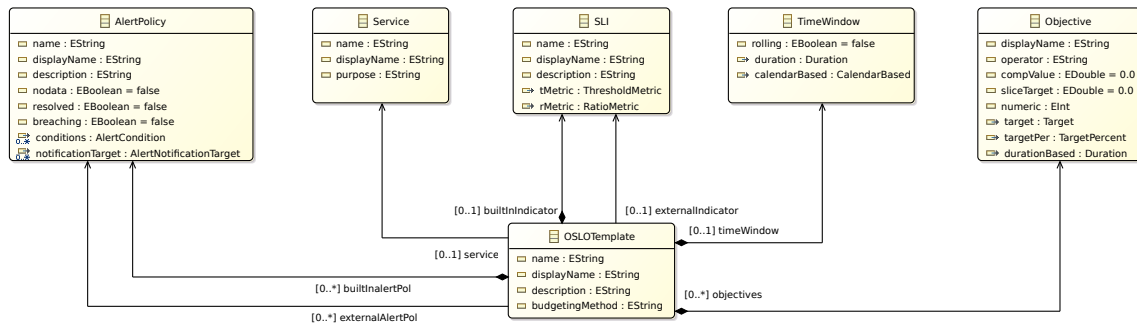 AlertPolicy
name : EString
displayName : EString
description : EString
nodata : EBoolean = false
resolved : EBoolean = false
breaching : EBoolean = false
conditions : AlertCondition
0..*
notificationTarget : AlertNotificationTarget
0..*
Service
name : EString
displayName : EString
purpose : EString
SLI
name : EString
displayName : EString
description : EString
tMetric : ThresholdMetric
rMetric : RatioMetric
TimeWindow
rolling : EBoolean = false
duration : Duration
calendarBased : CalendarBased
Objective
displayName : EString
operator : EString
compValue : EDouble = 0.0
sliceTarget : EDouble = 0.0
numeric : EInt
target : Target
targetPer : TargetPercent
durationBased : Duration
[0..1] builtInIndicator
[0..1] externalIndicator
[0..1] timeWindow
[0..1] service
[0..*] builtInalertPol
[0..*] externalAlertPol
[0..*] objectives
OSLOTemplate
name : EString
displayName : EString
description : EString
budgetingMethod : EString